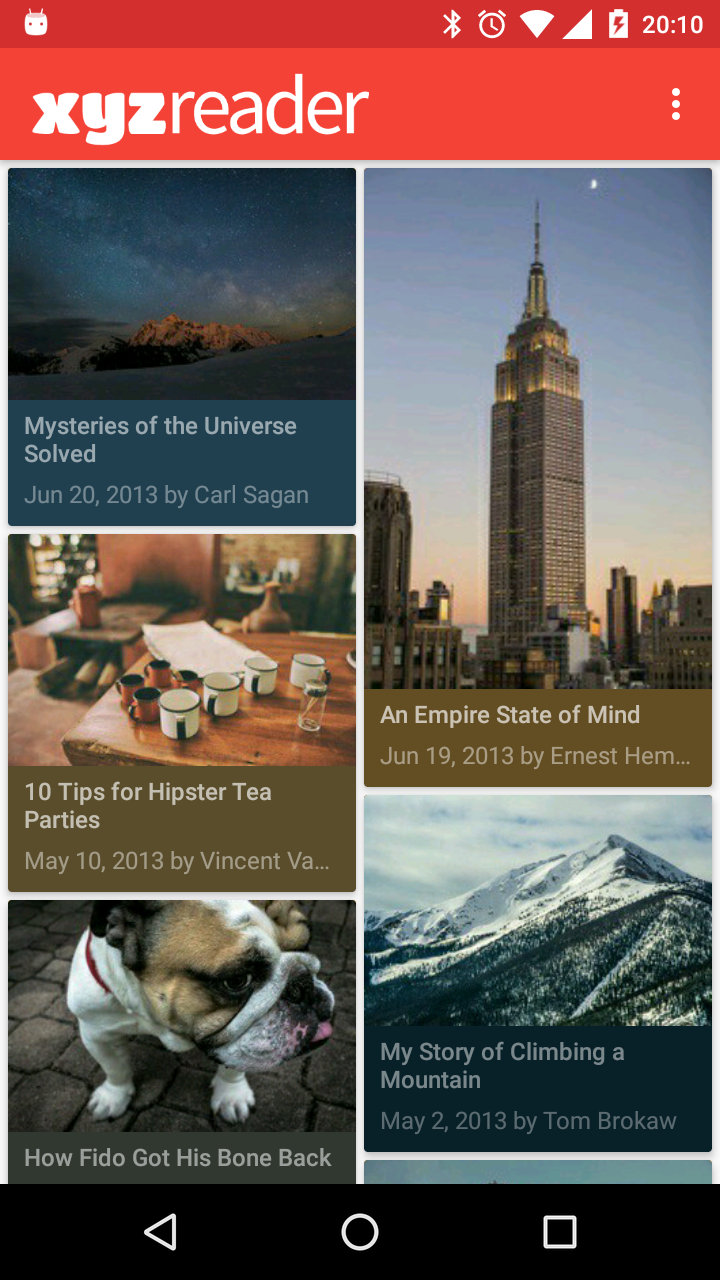 20:10
xyzreader
Mysteries of the Universe
Solved
Jun 20, 2013 by Carl Sagan
An Empire State of Mind
Jun 19, 2013 by Ernest Hem...
10 Tips for Hipster Tea
Parties
May 10, 2013 by Vincent Va...
My Story of Climbing a
Mountain
May 2, 2013 by Tom Brokaw
How Fido Got His Bone Back